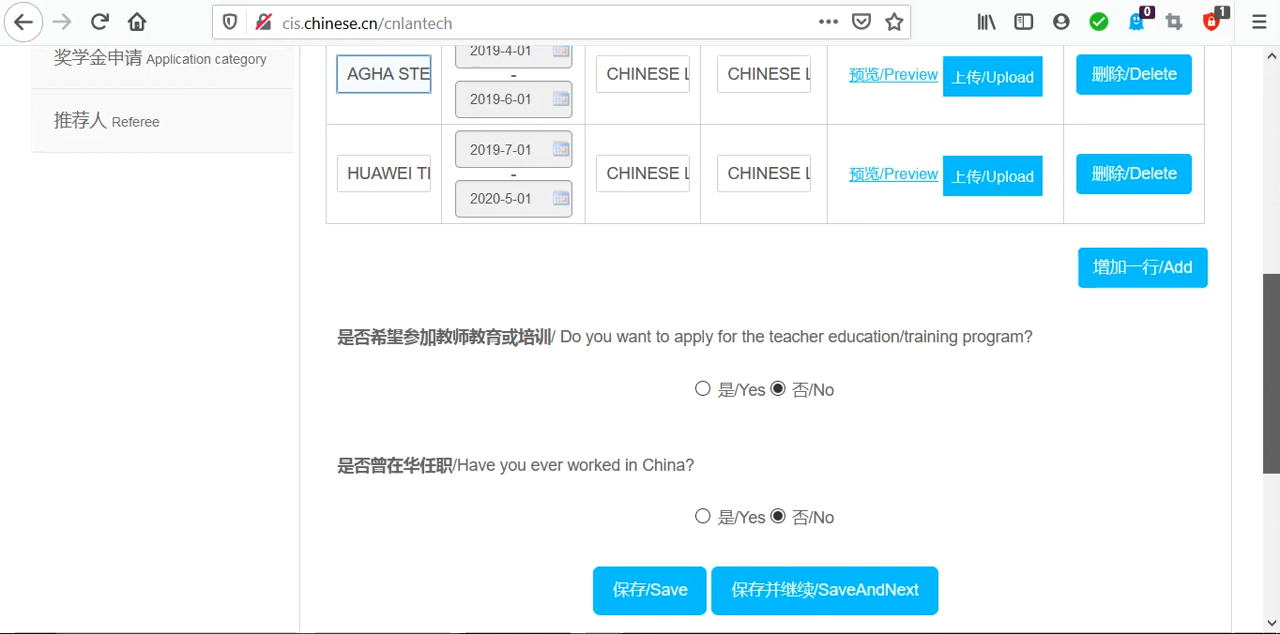 cis.chinese.cn/cnlantech
0
1
奖学金申请 Application category
推荐人 Referee
AGHA STE
2019-4-01
-
2019-6-01
CHINESE L
CHINESE L
预览/Preview
上传/Upload
删除/Delete
HUAWEI TE
2019-7-01
-
2020-5-01
CHINESE L
CHINESE L
预览/Preview
上传/Upload
删除/Delete
增加一行/Add
是否希望参加教师教育或培训/ Do you want to apply for the teacher education/training program?
是/Yes 否/No
是否曾在华任职/Have you ever worked in China?
是/Yes 否/No
保存/Save 保存并继续/SaveAndNext